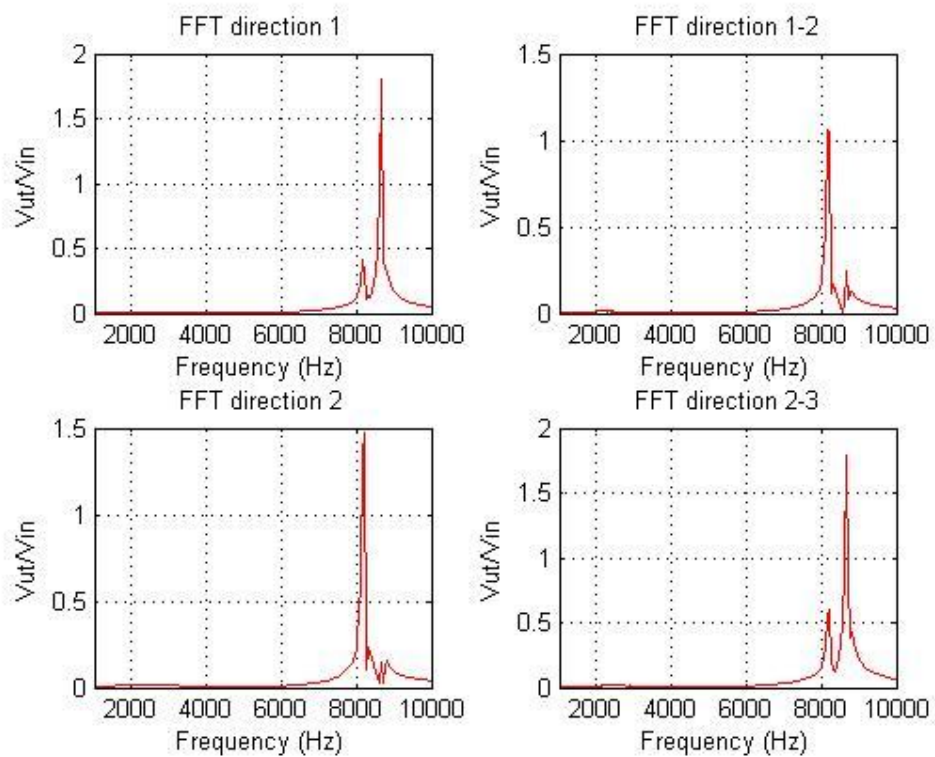 FFT direction 1
2
1.5
1
0.5
0
Vut/Vin
2000 4000 6000 8000 10000
Frequency (Hz)
FFT direction 1-2
1.5
1
0.5
0
Vut/Vin
2000 4000 6000 8000 10000
Frequency (Hz)
FFT direction 2
1.5
1
0.5
0
Vut/Vin
2000 4000 6000 8000 10000
Frequency (Hz)
FFT direction 2-3
2
1.5
1
0.5
0
Vut/Vin
2000 4000 6000 8000 10000
Frequency (Hz)